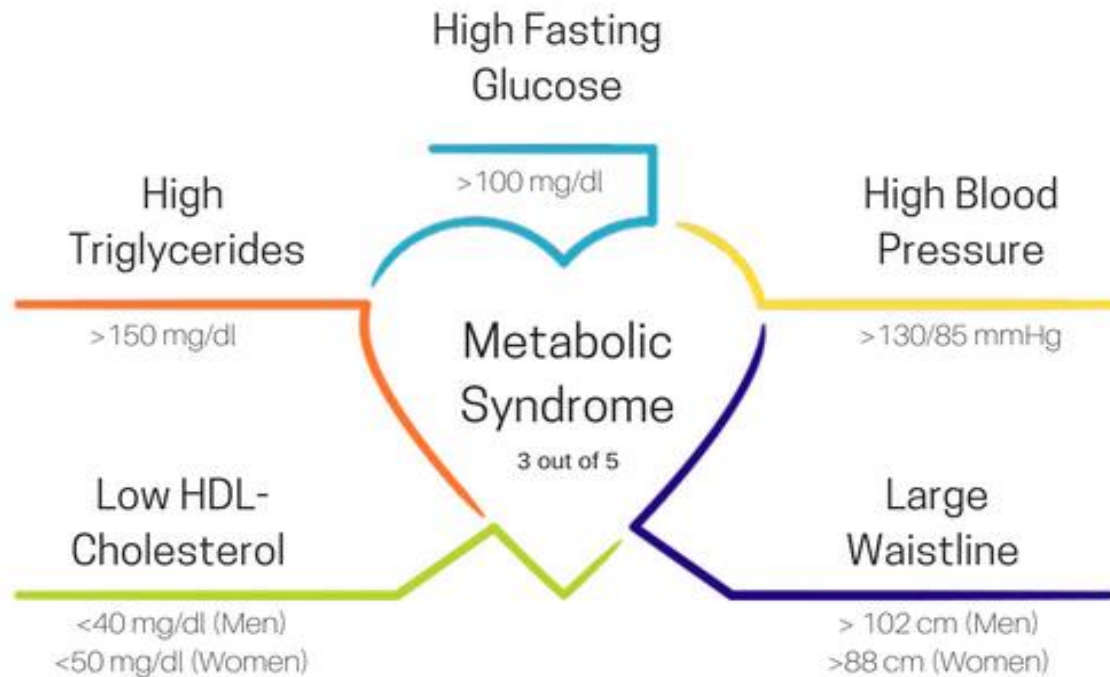 High Fasting
Glucose
>100 mg/dl
High
Triglycerides
>150 mg/dl
High Blood
Pressure
>130/85 mmHg
Metabolic
Syndrome
3 out of 5
Low HDL-
Cholesterol
<40 mg/dl (Men)
<50 mg/dl (Women)
Large
Waistline
> 102 cm (Men)
>88 cm (Women)